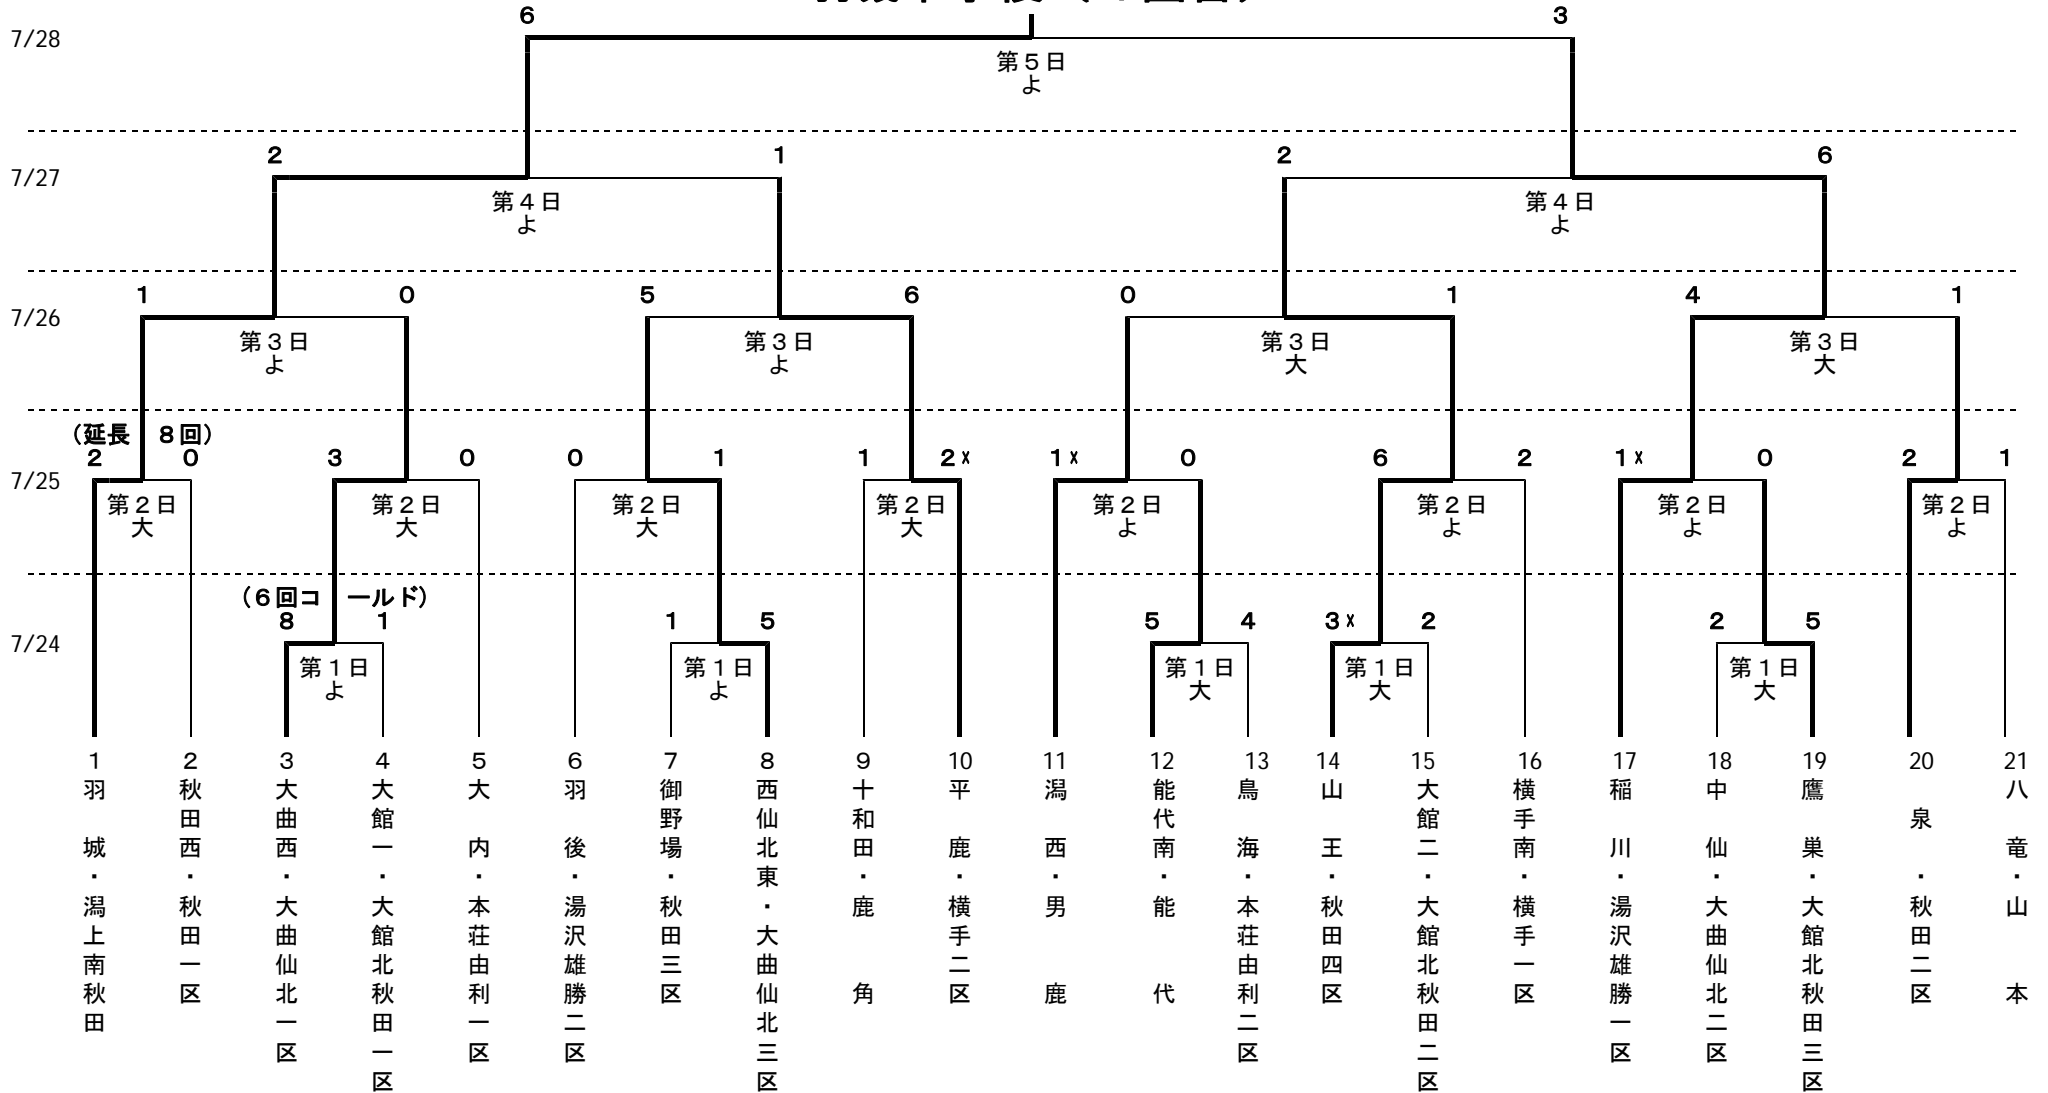 6 3
7/28
第５日
よ
2 1 2 6
7/27
第４日 第４日
よ よ
1 0 5 6 0 1 4 1
7/26
第３日 第３日 第３日 第３日
よ よ 大 大
（延長 ８回）
2 0 3 0 0 1 1 2x 1x 0 6 2 1x 0 2 1
7/25
第２日 第２日 第２日 第２日 第２日 第２日 第２日 第２日
大 大 大 大 よ よ よ よ
（６回コールド）
8 1 1 5 5 4 3x 2 2 5
7/24
第１日 第１日 第１日 第１日 第１日
よ よ 大 大 大
1 羽城・潟上南秋田
2 秋田西・秋田一区
3 大曲西・大曲仙北一区
4 大館一・大館北秋田一区
5 大内・本荘由利一区
6 羽後・湯沢雄勝二区
7 御野場・秋田三区
8 西仙北東・大曲仙北三区
9 十和田・鹿角
10 平鹿・横手二区
11 潟西・男鹿
12 能代南・能代
13 鳥海・本荘由利二区
14 山王・秋田四区
15 大館二・大館北秋田二区
16 横手南・横手一区
17 稲川・湯沢雄勝一区
18 中仙・大曲仙北二区
19 鷹巣・大館北秋田三区
20 泉・秋田二区
21 八竜・山本